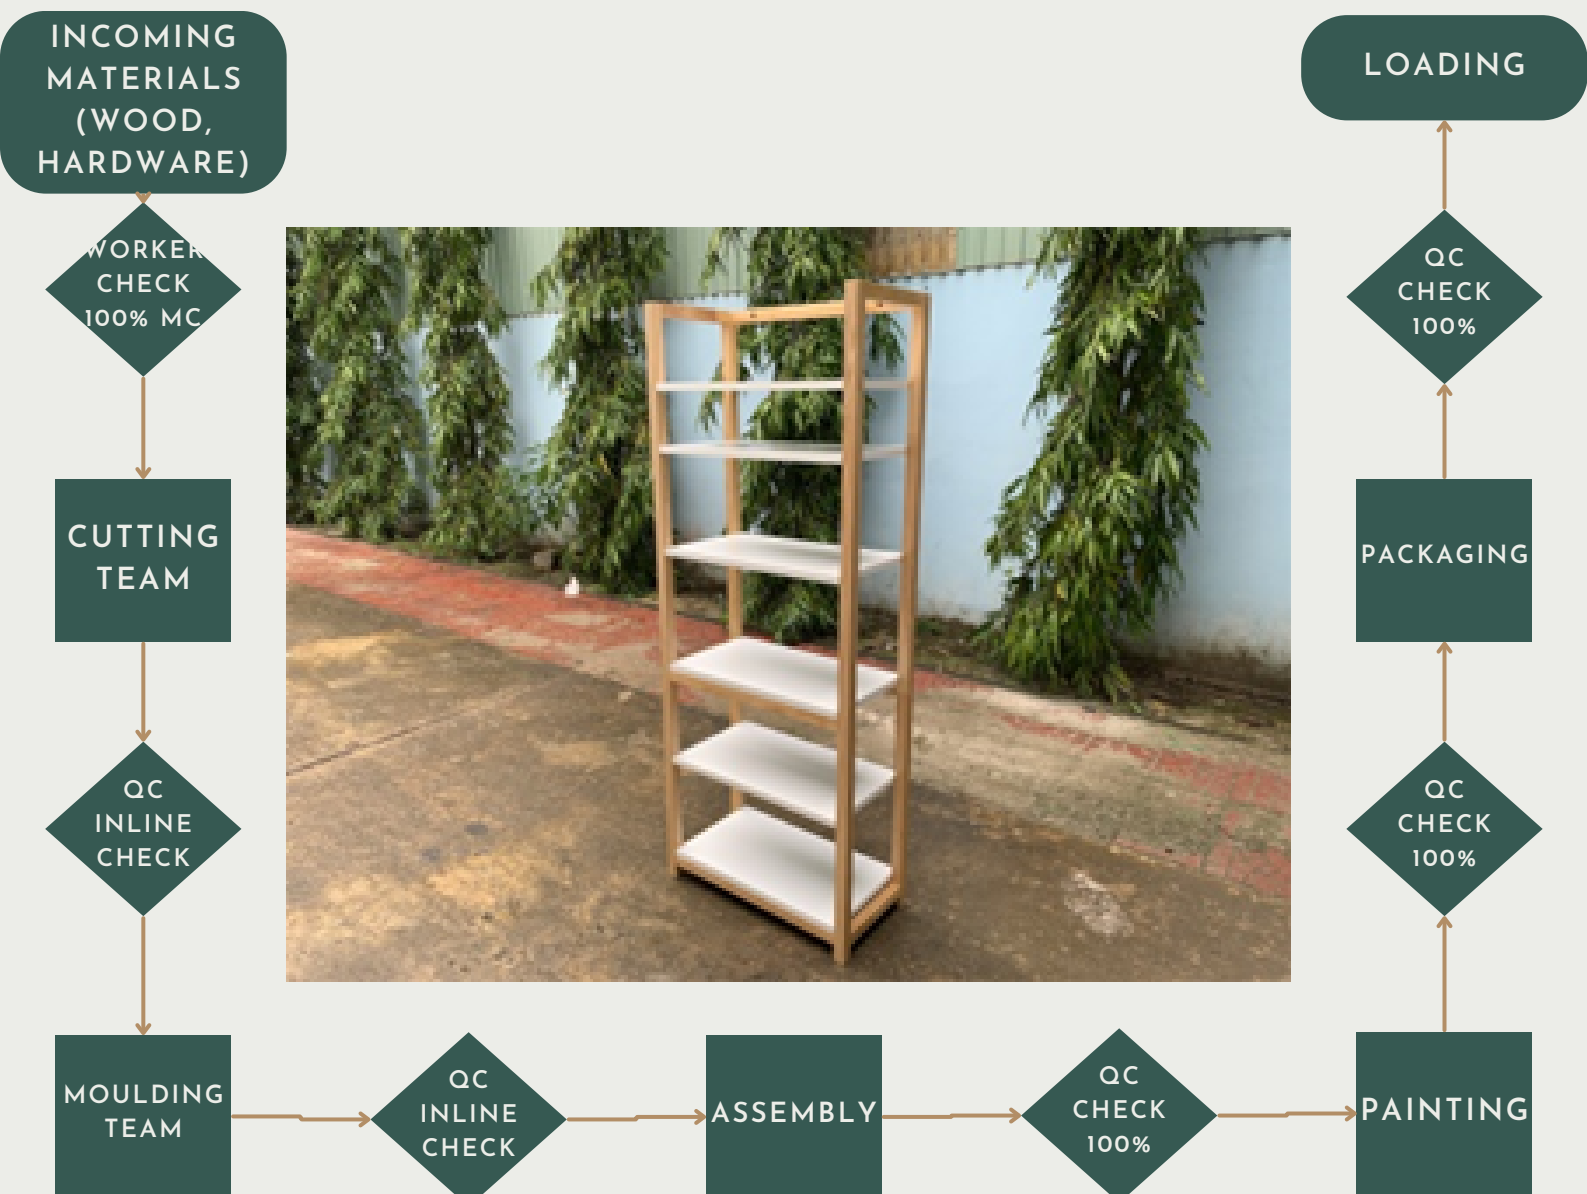 INCOMING
MATERIALS
(WOOD,
HARDWARE)
WORKER
CHECK
100% MC
CUTTING
TEAM
QC
INLINE
CHECK
MOULDING
TEAM
QC
INLINE
CHECK
ASSEMBLY
QC
CHECK
100%
PAINTING
QC
CHECK
100%
PACKAGING
QC
CHECK
100%
LOADING